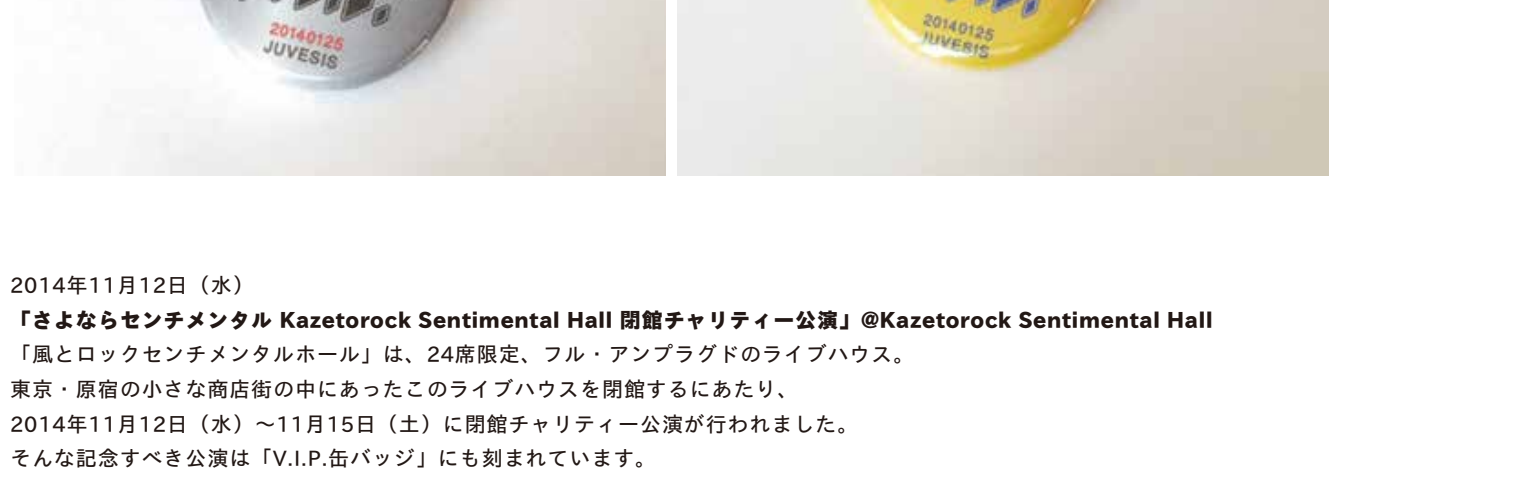 20140125
JUVESIS
20140125
JUVESIS
2014年11月12日（水）
「さよならセンチメンタル Kazetorock Sentimental Hall 閉館チャリティー公演」@Kazetorock Sentimental Hall
「風とロックセンチメンタルホール」は、24席限定、フル・アンプラグドのライブハウス。
東京・原宿の小さな商店街の中にあったこのライブハウスを閉館するにあたり、
2014年11月12日（水）～11月15日（土）に閉館チャリティー公演が行われました。
そんな記念すべき公演は「V.I.P.缶バッジ」にも刻まれています。